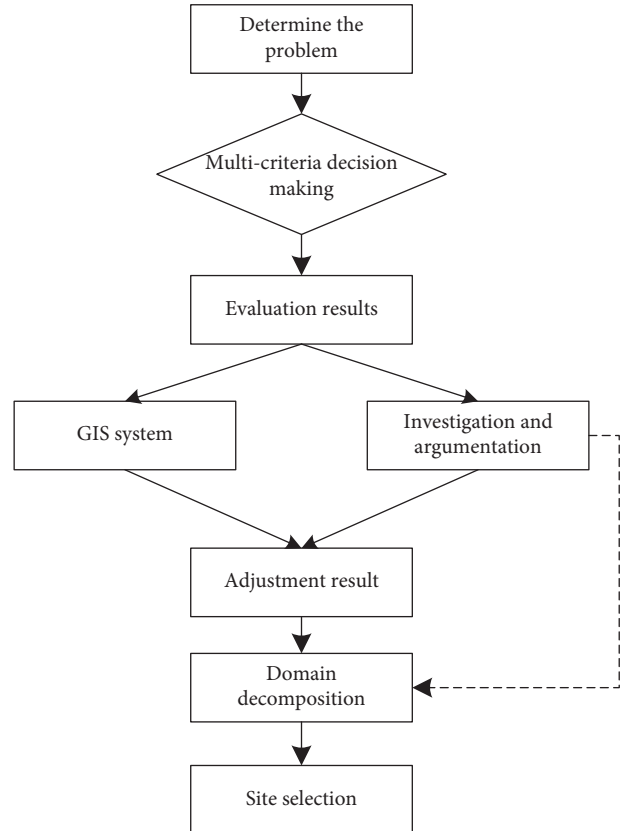 Determine the
problem
Multi-criteria decision
making
Evaluation results
GIS system
Investigation and
argumentation
Adjustment result
Domain
decomposition
Site selection